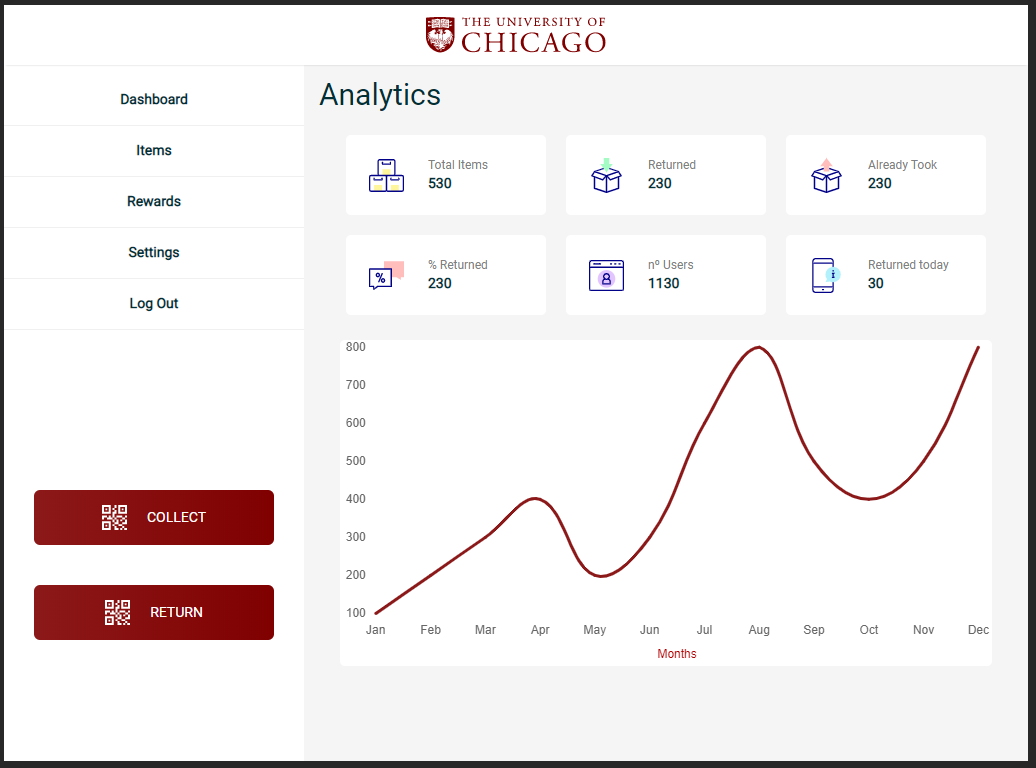 THE UNIVERSITY OF
CHICAGO
Dashboard
Items
Rewards
Settings
Log Out
COLLECT
RETURN
Analytics
Total Items
530
Returned
230
Already Took
230
%
% Returned
230
nº Users
1130
i
Returned today
30
800
700
600
500
400
300
200
100
Jan Feb Mar Apr May Jun Jul Aug Sep Oct Nov Dec
Months